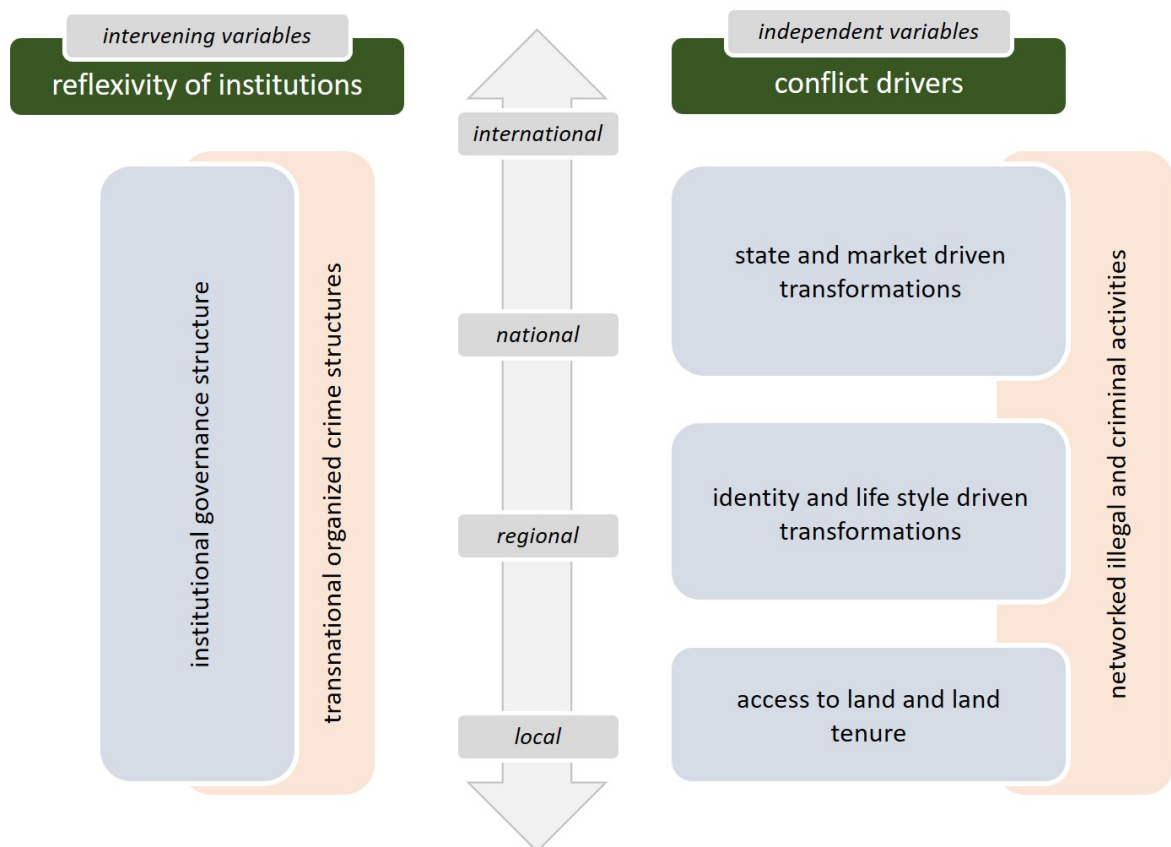 intervening variables
reflexivity of institutions
institutional governance structure
transnational organized crime structures
international
national
regional
local
independent variables
conflict drivers
state and market driven
transformations
identity and life style driven
transformations
access to land and land
tenure
networked illegal and criminal activities